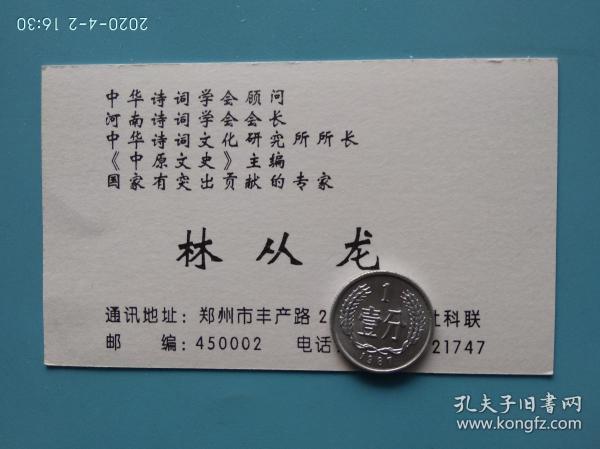 2020-4-2 16:30
中华诗词学会顾问
河南诗词学会会长
中华诗词文化研究所所长
《中原文史》主编
国家有突出贡献的专家
林从龙
通讯地址：郑州市丰产路2 社科联
邮 编：450002 电话： 21747
1
壹分
孔夫子旧书网
www.kongfz.com